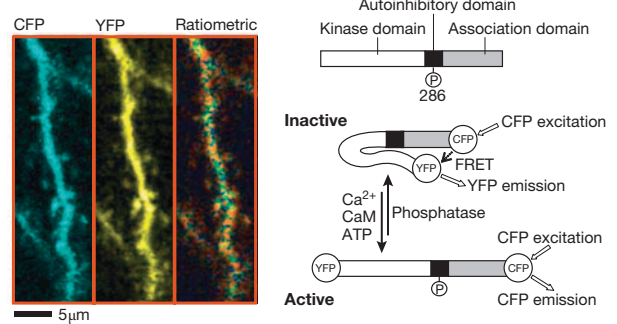 CFP YFP Ratiometric
5μm
Autoinhibitory domain
Kinase domain Association domain
P
286
Inactive
CFP CFP excitation
YFP FRET
YFP emission
Ca2+
CaM
ATP
Phosphatase
CFP excitation
YFP CFP
P
Active CFP emission